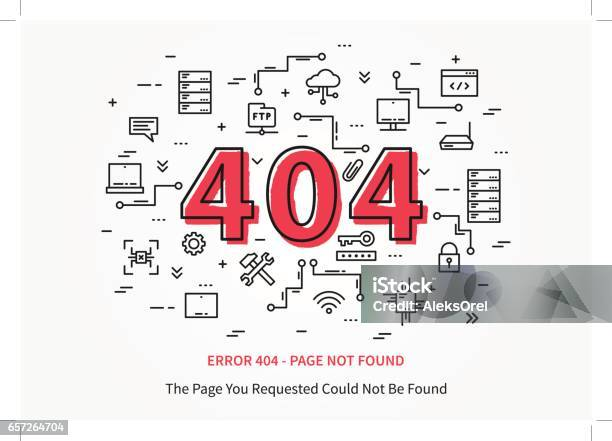 </>
FTP
404
iStock
Credit: AleksOrel
ERROR 404 - PAGE NOT FOUND
The Page You Requested Could Not Be Found
657264704